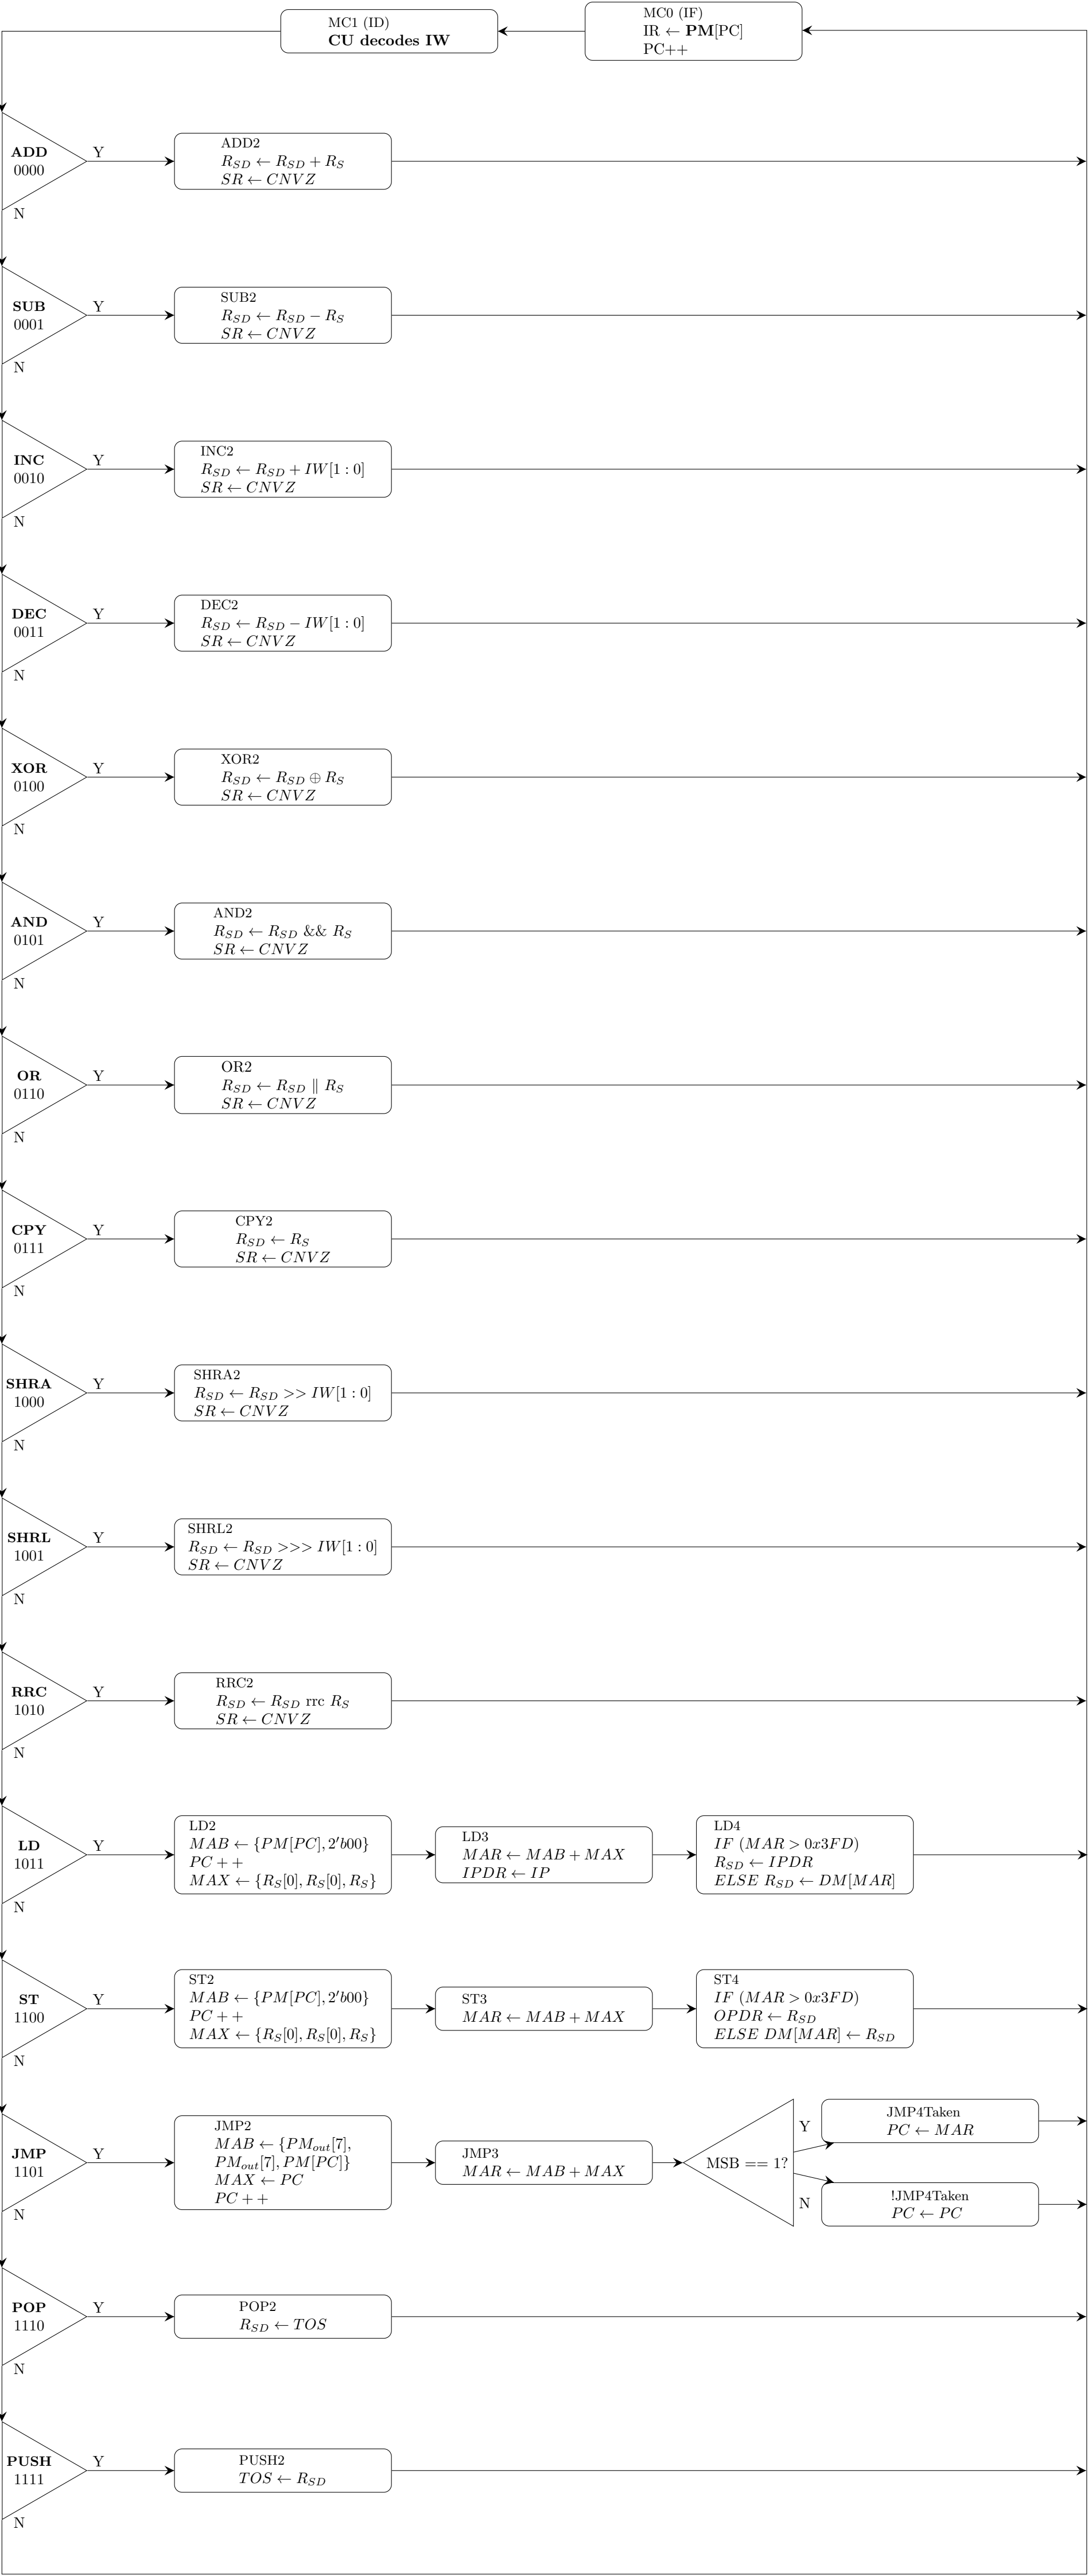 MC1 (ID)
CU decodes IW
MC0 (IF)
IR ← PM[PC]
PC++
ADD
0000
Y
N
ADD2
R_SD ← R_SD + R_S
SR ← CNVZ
SUB
0001
Y
N
SUB2
R_SD ← R_SD − R_S
SR ← CNVZ
INC
0010
Y
N
INC2
R_SD ← R_SD + IW[1 : 0]
SR ← CNVZ
DEC
0011
Y
N
DEC2
R_SD ← R_SD − IW[1 : 0]
SR ← CNVZ
XOR
0100
Y
N
XOR2
R_SD ← R_SD ⊕ R_S
SR ← CNVZ
AND
0101
Y
N
AND2
R_SD ← R_SD && R_S
SR ← CNVZ
OR
0110
Y
N
OR2
R_SD ← R_SD ∥ R_S
SR ← CNVZ
CPY
0111
Y
N
CPY2
R_SD ← R_S
SR ← CNVZ
SHRA
1000
Y
N
SHRA2
R_SD ← R_SD >> IW[1 : 0]
SR ← CNVZ
SHRL
1001
Y
N
SHRL2
R_SD ← R_SD >>> IW[1 : 0]
SR ← CNVZ
RRC
1010
Y
N
RRC2
R_SD ← R_SD rrc R_S
SR ← CNVZ
LD
1011
Y
N
LD2
MAB ← {PM[PC], 2'b00}
PC ++
MAX ← {R_S[0], R_S[0], R_S}
LD3
MAR ← MAB + MAX
IPDR ← IP
LD4
IF (MAR > 0x3FD)
R_SD ← IPDR
ELSE R_SD ← DM[MAR]
ST
1100
Y
N
ST2
MAB ← {PM[PC], 2'b00}
PC ++
MAX ← {R_S[0], R_S[0], R_S}
ST3
MAR ← MAB + MAX
ST4
IF (MAR > 0x3FD)
OPDR ← R_SD
ELSE DM[MAR] ← R_SD
JMP
1101
Y
N
JMP2
MAB ← {PM_out[7],
PM_out[7], PM[PC]}
MAX ← PC
PC ++
JMP3
MAR ← MAB + MAX
MSB == 1?
Y
N
JMP4Taken
PC ← MAR
!JMP4Taken
PC ← PC
POP
1110
Y
N
POP2
R_SD ← TOS
PUSH
1111
Y
N
PUSH2
TOS ← R_SD